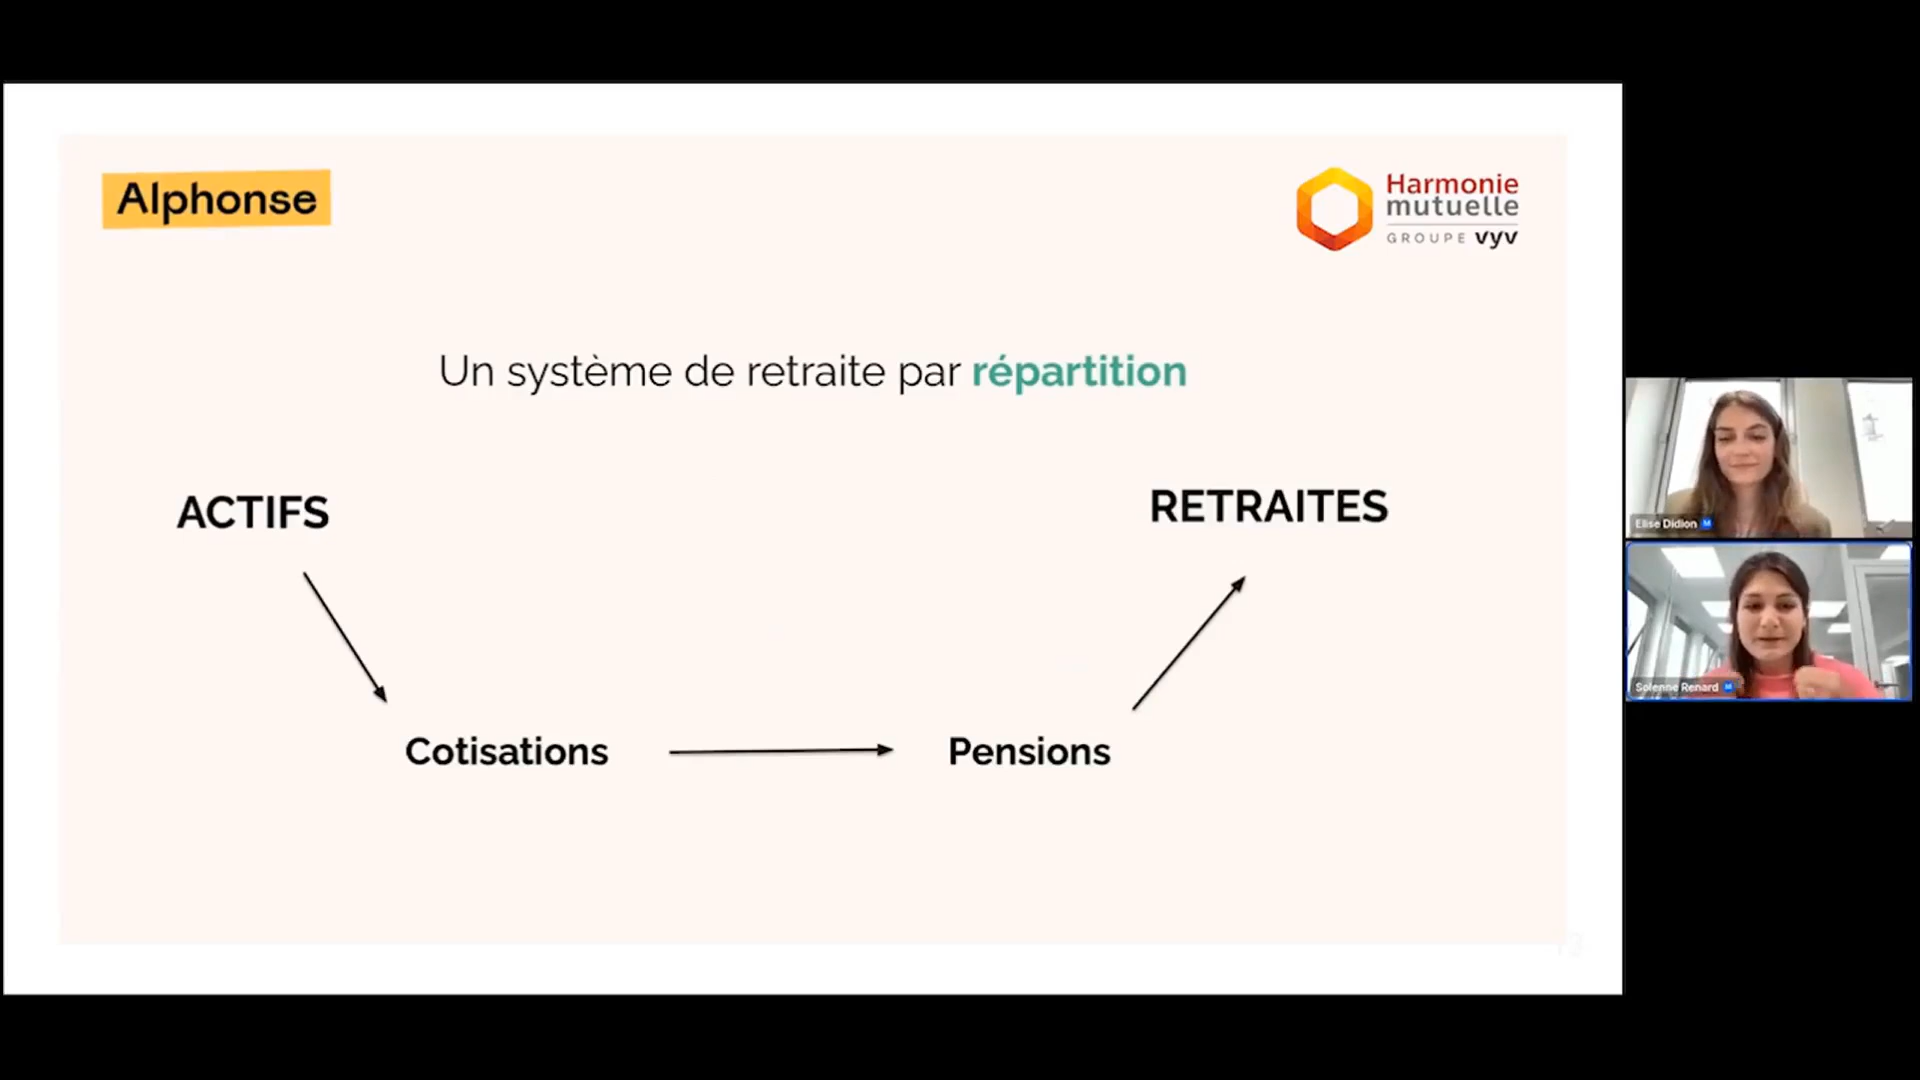 Alphonse
Harmonie
mutuelle
GROUPE vyv
Un système de retraite par répartition
ACTIFS
RETRAITES
Cotisations
Pensions
Elise Didion
Solenne Renard